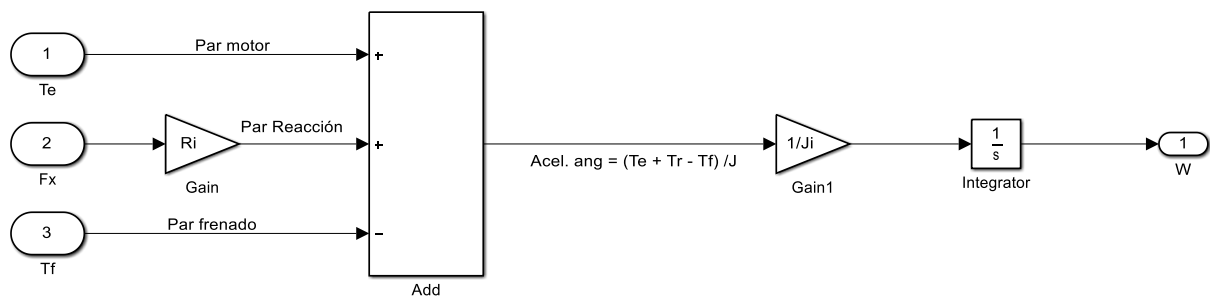 1
Te
Par motor
+
2
Fx
Ri
Gain
Par Reacción
+
3
Tf
Par frenado
−
Add
Acel. ang = (Te + Tr - Tf) /J
1/Ji
Gain1
1
s
Integrator
1
W